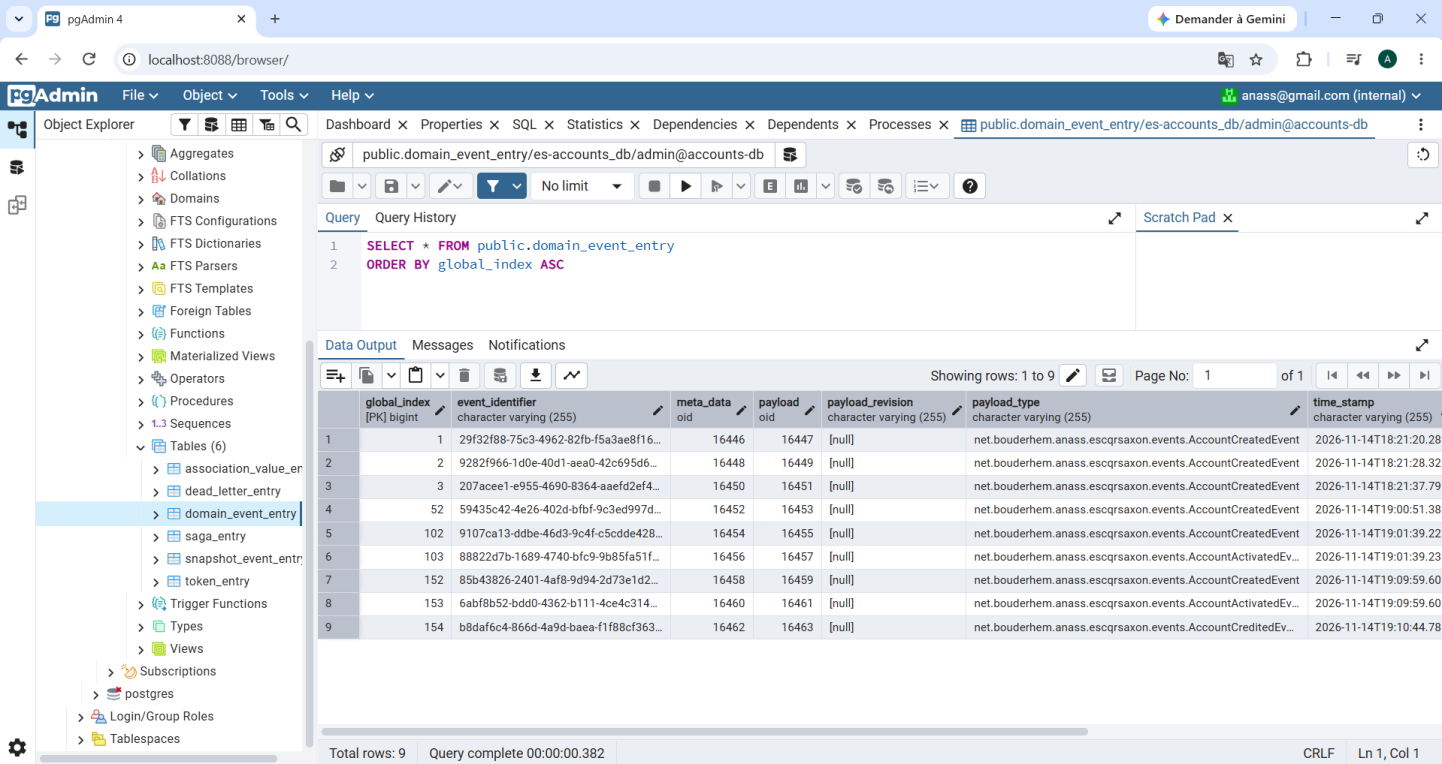 pgAdmin 4
Demander à Gemini
localhost:8088/browser/
A
pgAdmin File Object Tools Help anass@gmail.com (internal)
Object Explorer
Dashboard Properties SQL Statistics Dependencies Dependents Processes public.domain_event_entry/es-accounts_db/admin@accounts-db
Aggregates
Collations
Domains
FTS Configurations
FTS Dictionaries
Aa FTS Parsers
FTS Templates
Foreign Tables
Functions
Materialized Views
Operators
Procedures
1..3 Sequences
Tables (6)
association_value_en
dead_letter_entry
domain_event_entry
saga_entry
snapshot_event_entry
token_entry
Trigger Functions
Types
Views
Subscriptions
postgres
Login/Group Roles
Tablespaces
public.domain_event_entry/es-accounts_db/admin@accounts-db
No limit
E
Query Query History
Scratch Pad
1 SELECT * FROM public.domain_event_entry
2 ORDER BY global_index ASC
Data Output Messages Notifications
Showing rows: 1 to 9 Page No: 1 of 1
global_index event_identifier meta_data payload payload_revision payload_type time_stamp
[PK] bigint character varying (255) oid oid character varying (255) character varying (255) character varying (255)
1 1 29f32f88-75c3-4962-82fb-f5a3ae8f16... 16446 16447 [null] net.bouderhem.anass.escqrsaxon.events.AccountCreatedEvent 2026-11-14T18:21:20.28
2 2 9282f966-1d0e-40d1-aea0-42c695d6... 16448 16449 [null] net.bouderhem.anass.escqrsaxon.events.AccountCreatedEvent 2026-11-14T18:21:28.32
3 3 207acee1-e955-4690-8364-aaefd2ef4... 16450 16451 [null] net.bouderhem.anass.escqrsaxon.events.AccountCreatedEvent 2026-11-14T18:21:37.79
4 52 59435c42-4e26-402d-bfbf-9c3ed997d... 16452 16453 [null] net.bouderhem.anass.escqrsaxon.events.AccountCreatedEvent 2026-11-14T19:00:51.38
5 102 9107ca13-ddbe-46d3-9c4f-c5cdde428... 16454 16455 [null] net.bouderhem.anass.escqrsaxon.events.AccountCreatedEvent 2026-11-14T19:01:39.22
6 103 88822d7b-1689-4740-bfc9-9b85fa51f... 16456 16457 [null] net.bouderhem.anass.escqrsaxon.events.AccountActivatedEv... 2026-11-14T19:01:39.23
7 152 85b43826-2401-4af8-9d94-2d73e1d2... 16458 16459 [null] net.bouderhem.anass.escqrsaxon.events.AccountCreatedEvent 2026-11-14T19:09:59.60
8 153 6abf8b52-bdd0-4362-b111-4ce4c314... 16460 16461 [null] net.bouderhem.anass.escqrsaxon.events.AccountActivatedEv... 2026-11-14T19:09:59.60
9 154 b8daf6c4-866d-4a9d-baea-f1f88cf363... 16462 16463 [null] net.bouderhem.anass.escqrsaxon.events.AccountCreditedEv... 2026-11-14T19:10:44.78
Total rows: 9 Query complete 00:00:00.382 CRLF Ln 1, Col 1